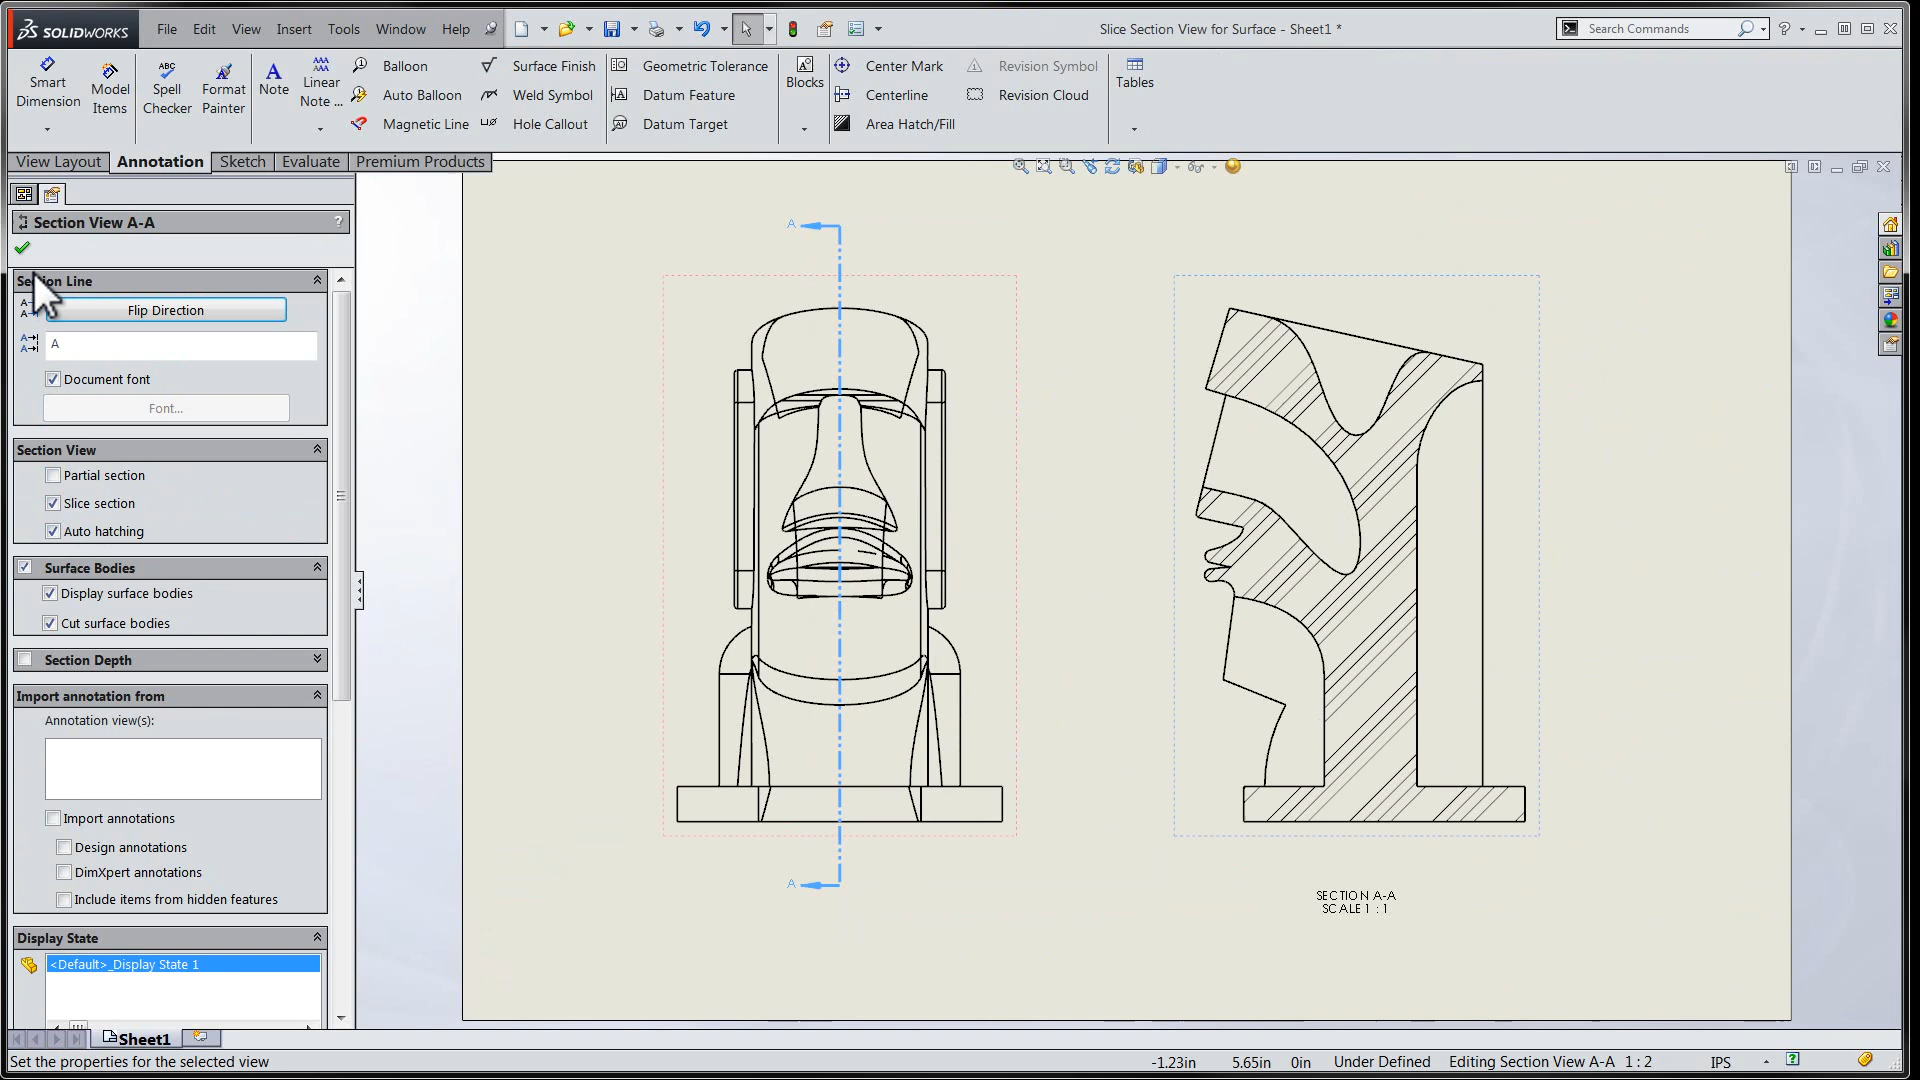 SOLIDWORKS File Edit View Insert Tools Window Help Slice Section View for Surface - Sheet1 * Search Commands
Smart Dimension
Model Items
Spell Checker
Format Painter
Note
Linear Note ...
Balloon
Auto Balloon
Magnetic Line
Surface Finish
Weld Symbol
Hole Callout
Geometric Tolerance
Datum Feature
Datum Target
Blocks
Center Mark
Centerline
Area Hatch/Fill
Revision Symbol
Revision Cloud
Tables
View Layout Annotation Sketch Evaluate Premium Products
Section View A-A ?
Section Line
Flip Direction
A
Document font
Font...
Section View
Partial section
Slice section
Auto hatching
Surface Bodies
Display surface bodies
Cut surface bodies
Section Depth
Import annotation from
Annotation view(s):
Import annotations
Design annotations
DimXpert annotations
Include items from hidden features
Display State
<Default>_Display State 1
A
A
SECTION A-A
SCALE 1 : 1
Sheet1
Set the properties for the selected view -1.23in 5.65in 0in Under Defined Editing Section View A-A 1 : 2 IPS